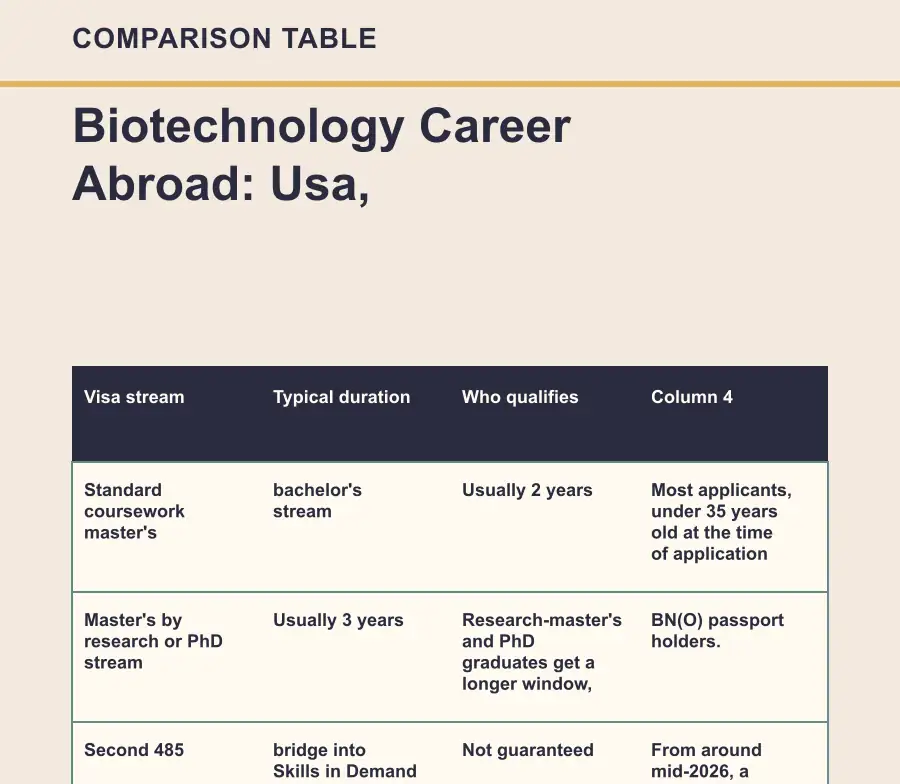 COMPARISON TABLE
Biotechnology Career
Abroad: Usa,
Visa stream
Typical duration
Who qualifies
Column 4
Standard
coursework
master's
bachelor's
stream
Usually 2 years
Most applicants,
under 35 years
old at the time
of application
Master's by
research or PhD
stream
Usually 3 years
Research-master's
and PhD
graduates get a
longer window,
BN(O) passport
holders.
Second 485
bridge into
Skills in Demand
Not guaranteed
From around
mid-2026, a